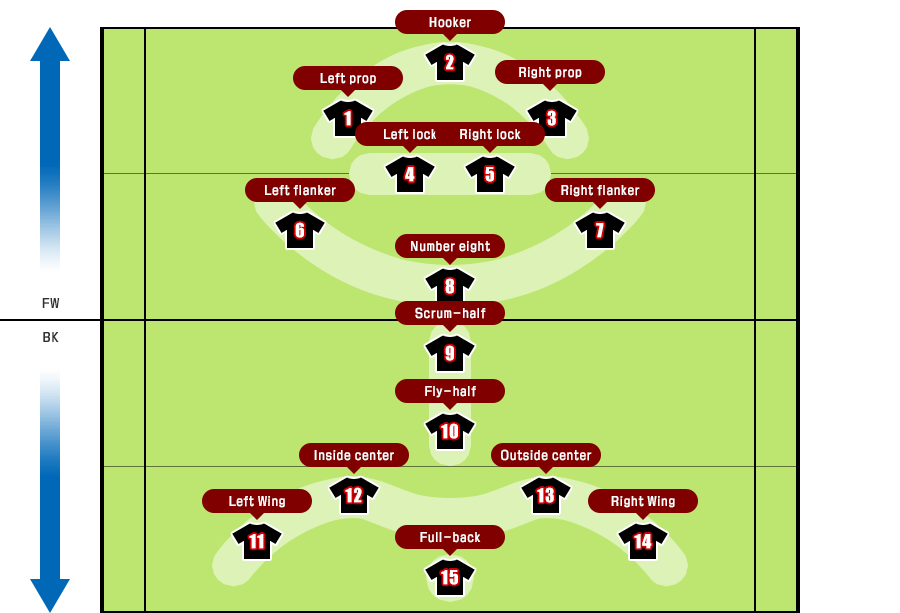 Hooker
2
Left prop
Right prop
1
3
Left lock
Right lock
4
5
Left flanker
Right flanker
6
7
Number eight
8
FW
Scrum-half
BK
9
Fly-half
10
Inside center
Outside center
12
13
Left Wing
Right Wing
11
14
Full-back
15